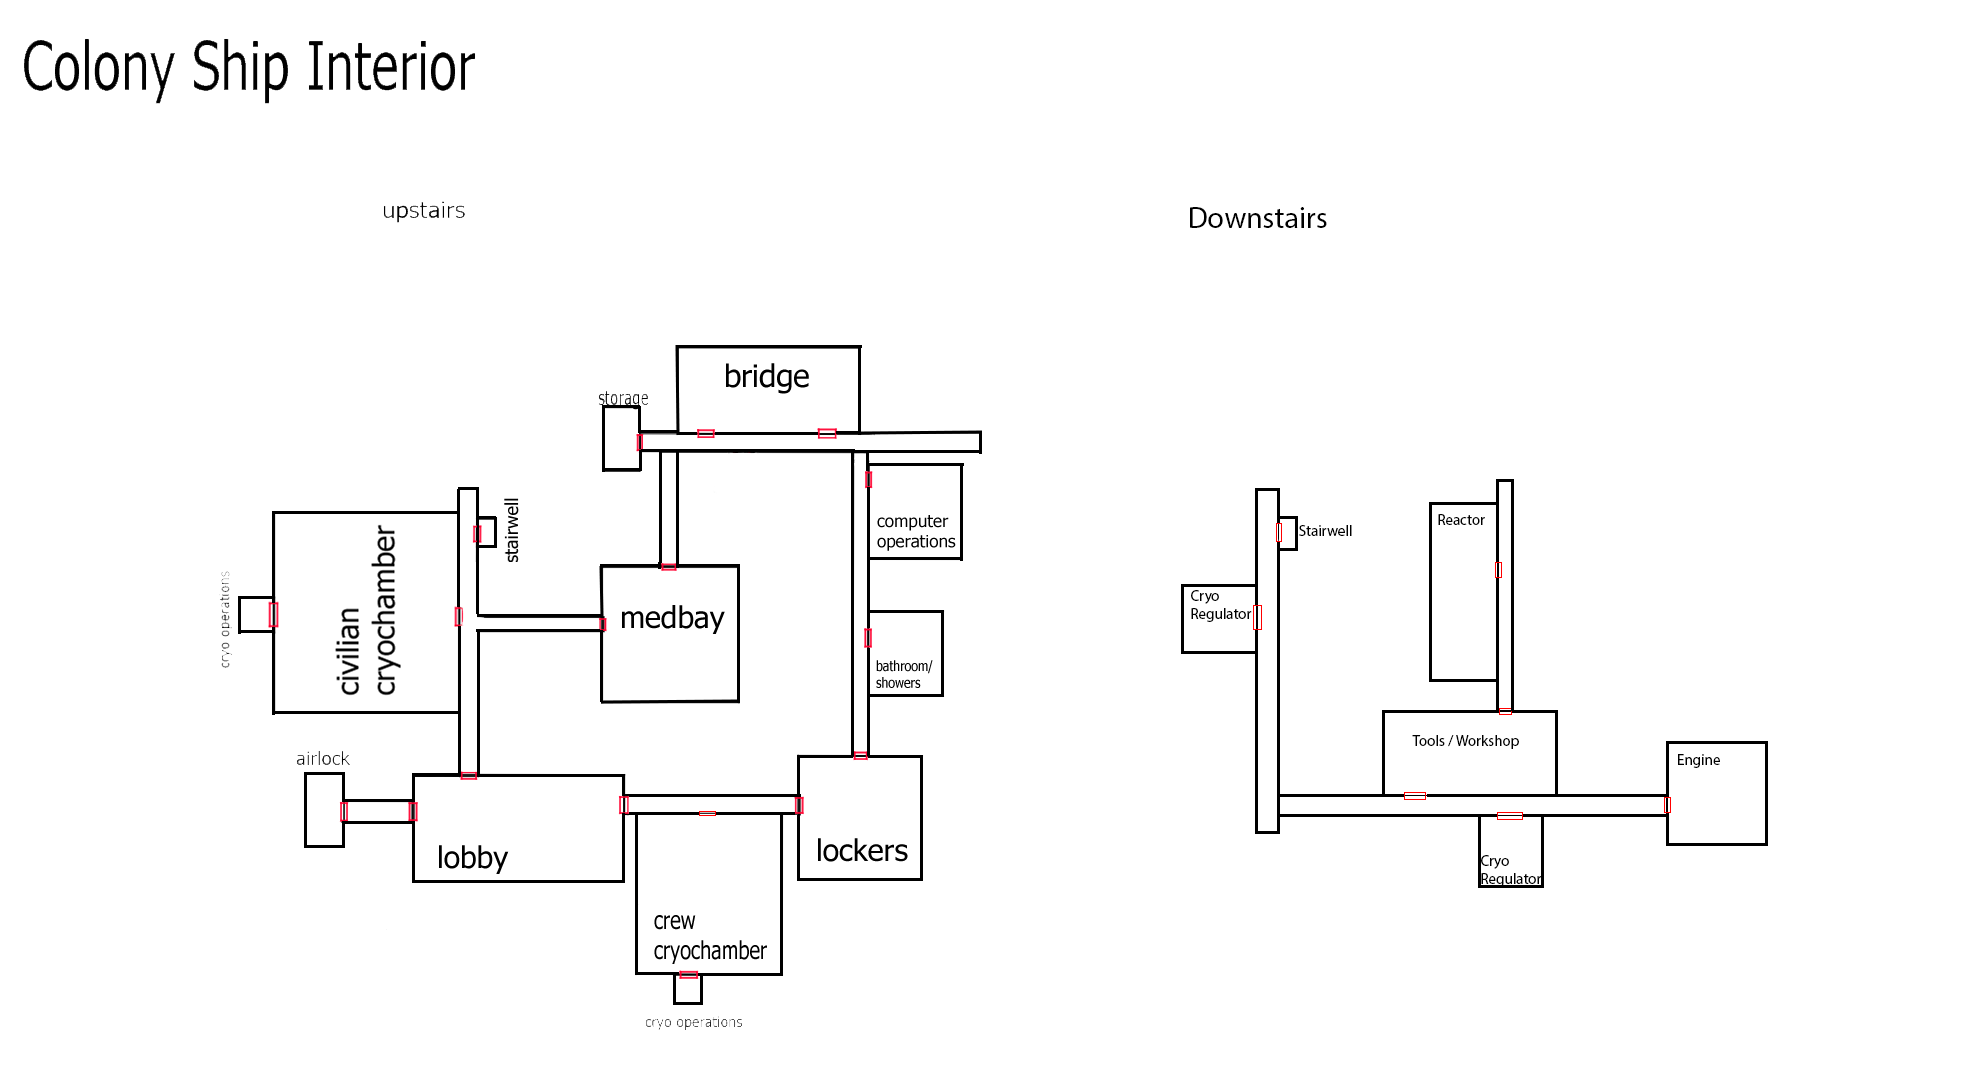 Colony Ship Interior
upstairs
Downstairs
bridge
storage
computer
operations
stairwell
civilian
cryochamber
cryo operations
medbay
bathroom/
showers
airlock
lobby
lockers
crew
cryochamber
cryo operations
Stairwell
Reactor
Cryo
Regulator
Tools / Workshop
Engine
Cryo
Regulator